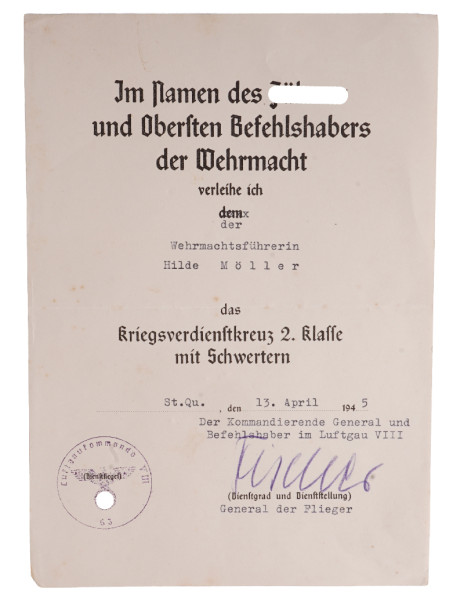 Im Namen des
und Obersten Befehlshabers
der Wehrmacht
verleihe ich
demx
der
Wehrmachtsführerin
Hilde Möller
das
Kriegsverdienstkreuz 2. Klasse
mit Schwertern
St.Qu. , den 13. April 1945
Der Kommandierende General und
Befehlshaber im Luftgau VIII
Fischer
(Dienstgrad und Dienststellung)
General der Flieger
Luftgaukommando VIII
(Dienstsiegel)
63